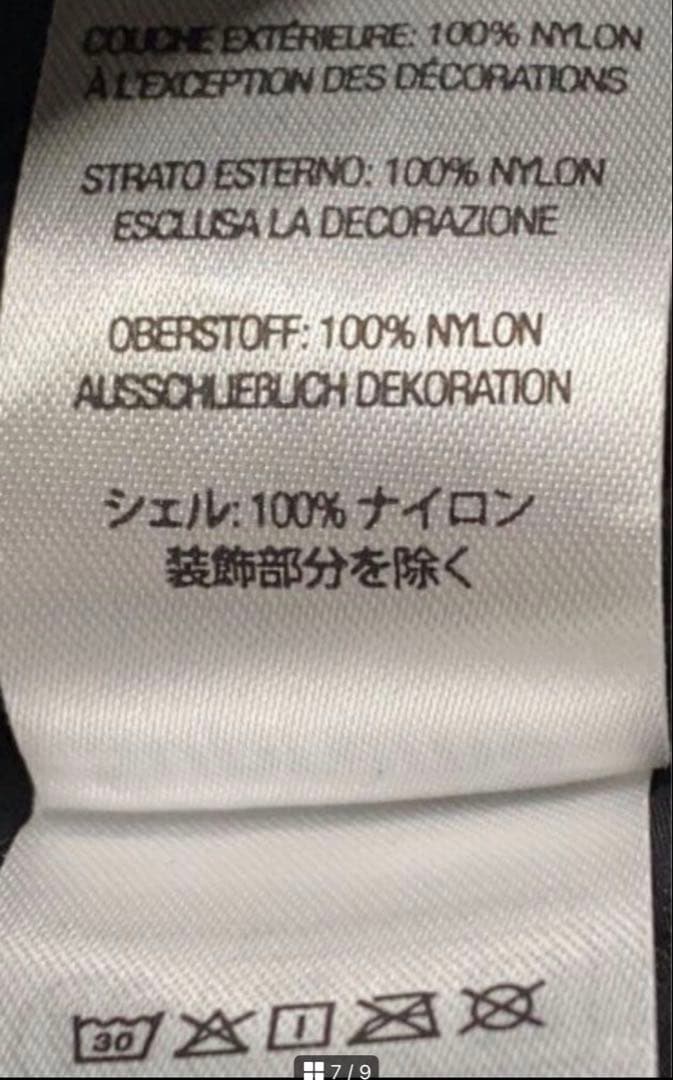 COUCHE EXTÉRIEURE: 100% NYLON
À L'EXCEPTION DES DÉCORATIONS
STRATO ESTERNO: 100% NYLON
ESCLUSA LA DECORAZIONE
OBERSTOFF: 100% NYLON
AUSSCHLIEBLICH DEKORATION
シェル: 100% ナイロン
装飾部分を除く
30
7/9